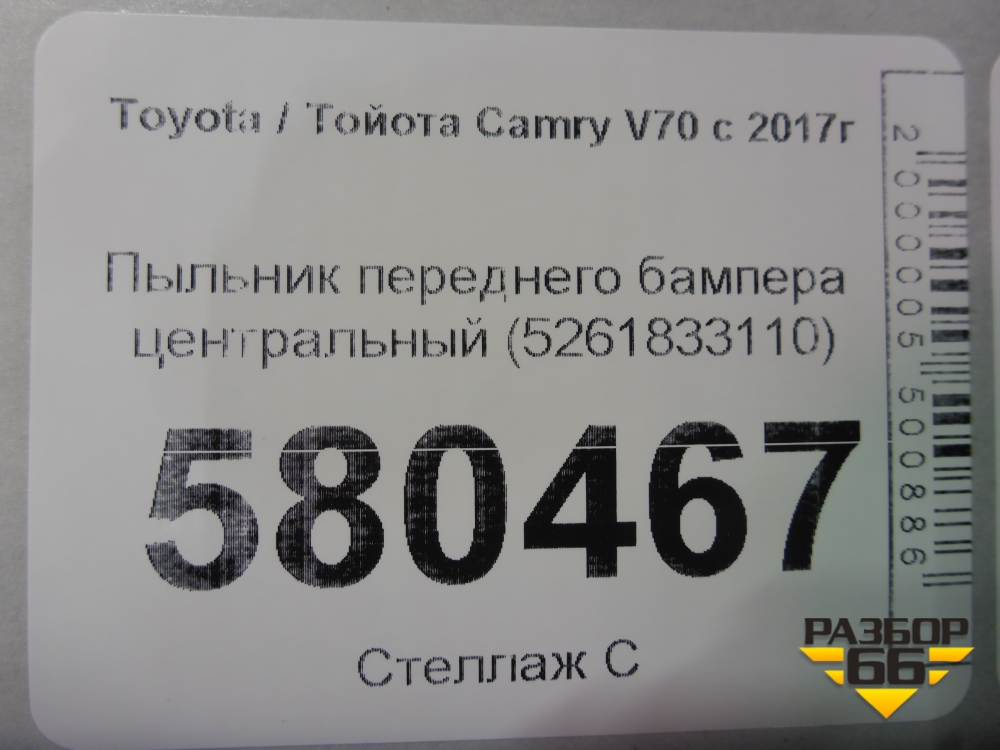 Toyota / Тойота Camry V70 с 2017г
Пыльник переднего бампера
центральный (5261833110)
580467
Стеллаж С
2000005500886
РАЗБОР
66